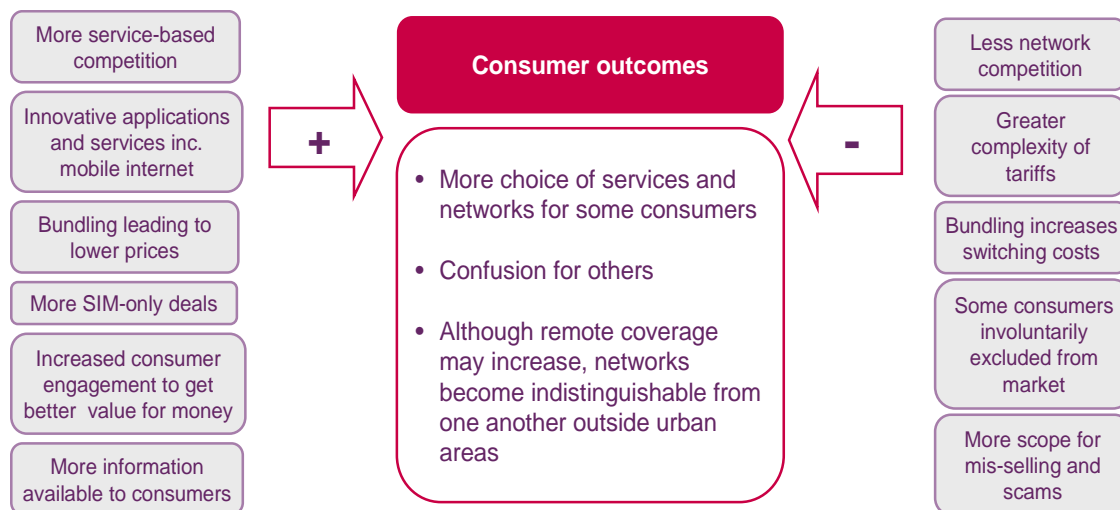 More service-based
competition
Innovative applications
and services inc.
mobile internet
Bundling leading to
lower prices
More SIM-only deals
Increased consumer
engagement to get
better value for money
More information
available to consumers
+
Consumer outcomes
• More choice of services and
networks for some consumers
• Confusion for others
• Although remote coverage
may increase, networks
become indistinguishable from
one another outside urban
areas
-
Less network
competition
Greater
complexity of
tariffs
Bundling increases
switching costs
Some consumers
involuntarily
excluded from
market
More scope for
mis-selling and
scams